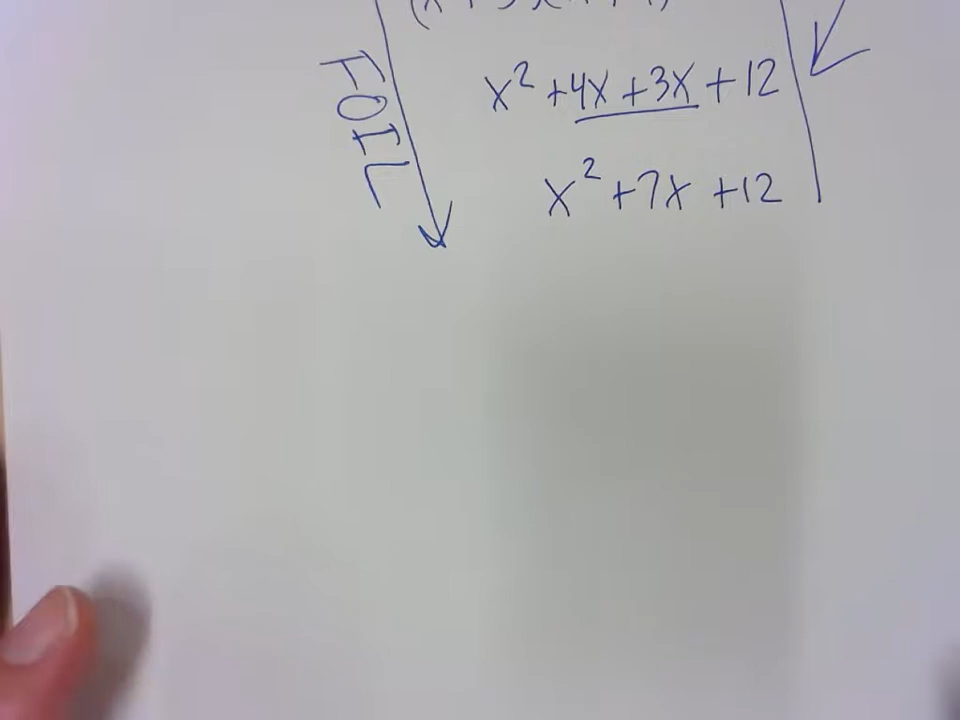 FOIL
x² +4x +3x +12
x² +7x +12